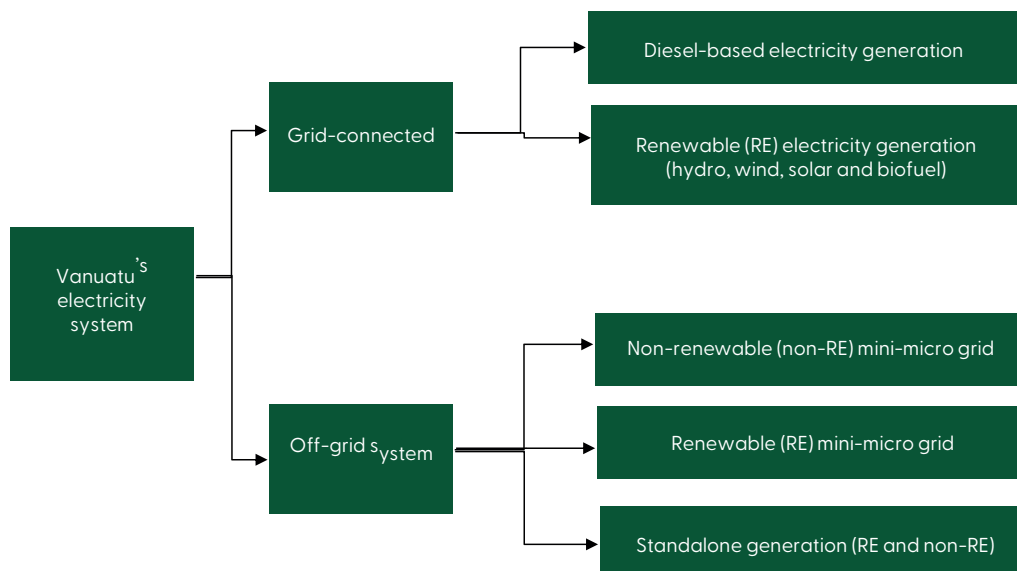 Diesel-based electricity generation
Grid-connected
Renewable (RE) electricity generation
(hydro, wind, solar and biofuel)
Vanuatu's
electricity
system
Non-renewable (non-RE) mini-micro grid
Off-grid system
Renewable (RE) mini-micro grid
Standalone generation (RE and non-RE)